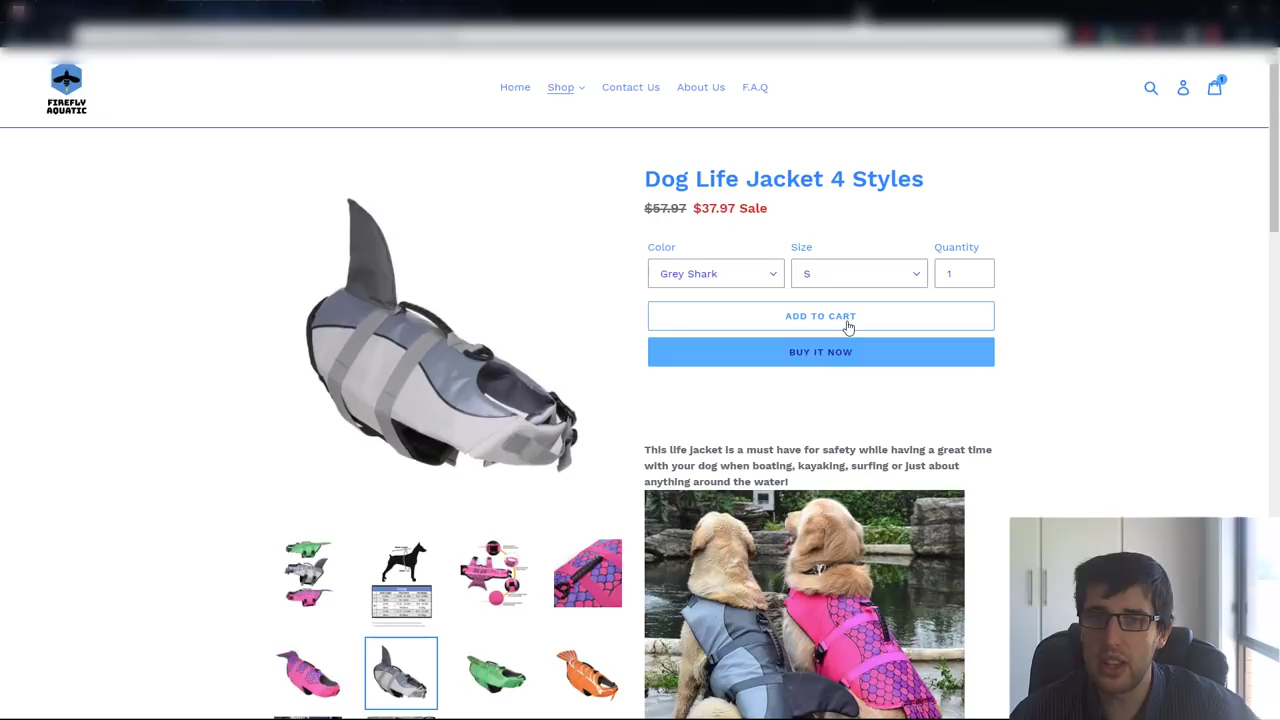 FIREFLY
AQUATIC
Home
Shop
Contact Us
About Us
F.A.Q
1
Dog Life Jacket 4 Styles
$57.97 $37.97 Sale
Color
Size
Quantity
Grey Shark
S
1
ADD TO CART
BUY IT NOW
This life jacket is a must have for safety while having a great time
with your dog when boating, kayaking, surfing or just about
anything around the water!